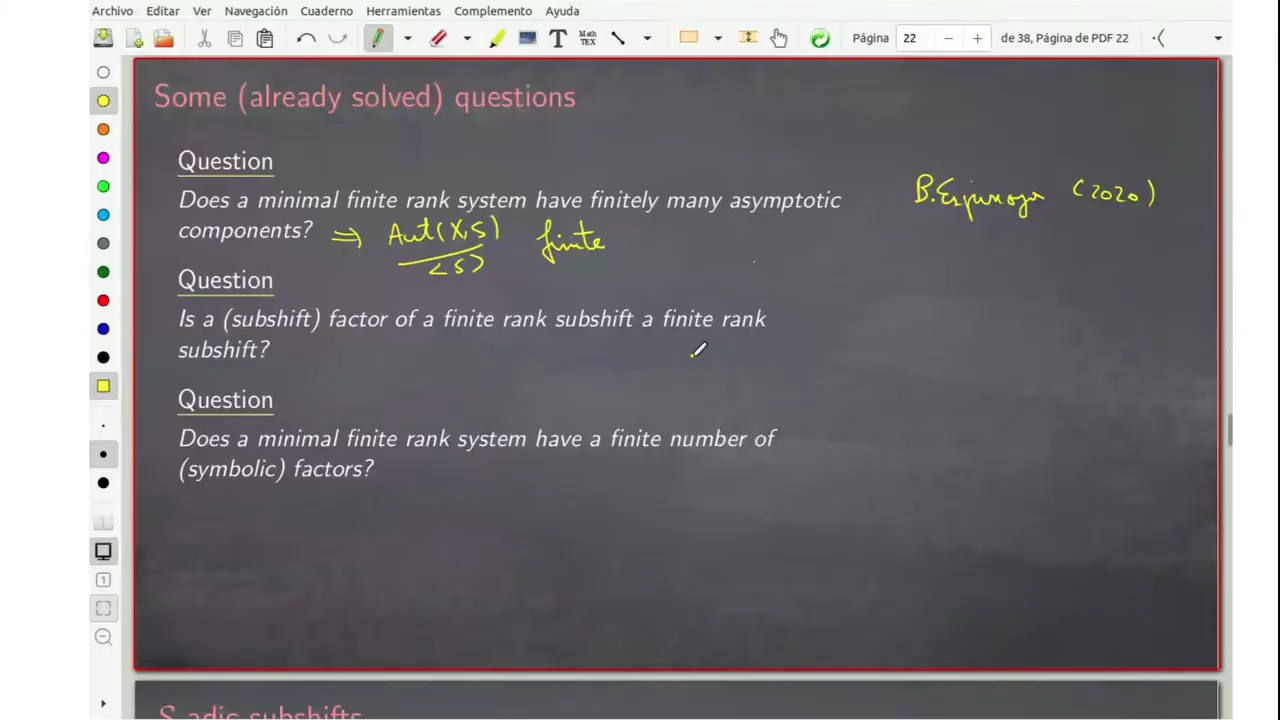 Archivo Editar Ver Navegación Cuaderno Herramientas Complemento Ayuda
T Math TEX Página 22 − + de 38, Página de PDF 22
Some (already solved) questions
Question
Does a minimal finite rank system have finitely many asymptotic
components? ⇒ Aut(X,S) finite
<S>
B. Espinoza (2020)
Question
Is a (subshift) factor of a finite rank subshift a finite rank
subshift?
Question
Does a minimal finite rank system have a finite number of
(symbolic) factors?
1
S-adic subshifts